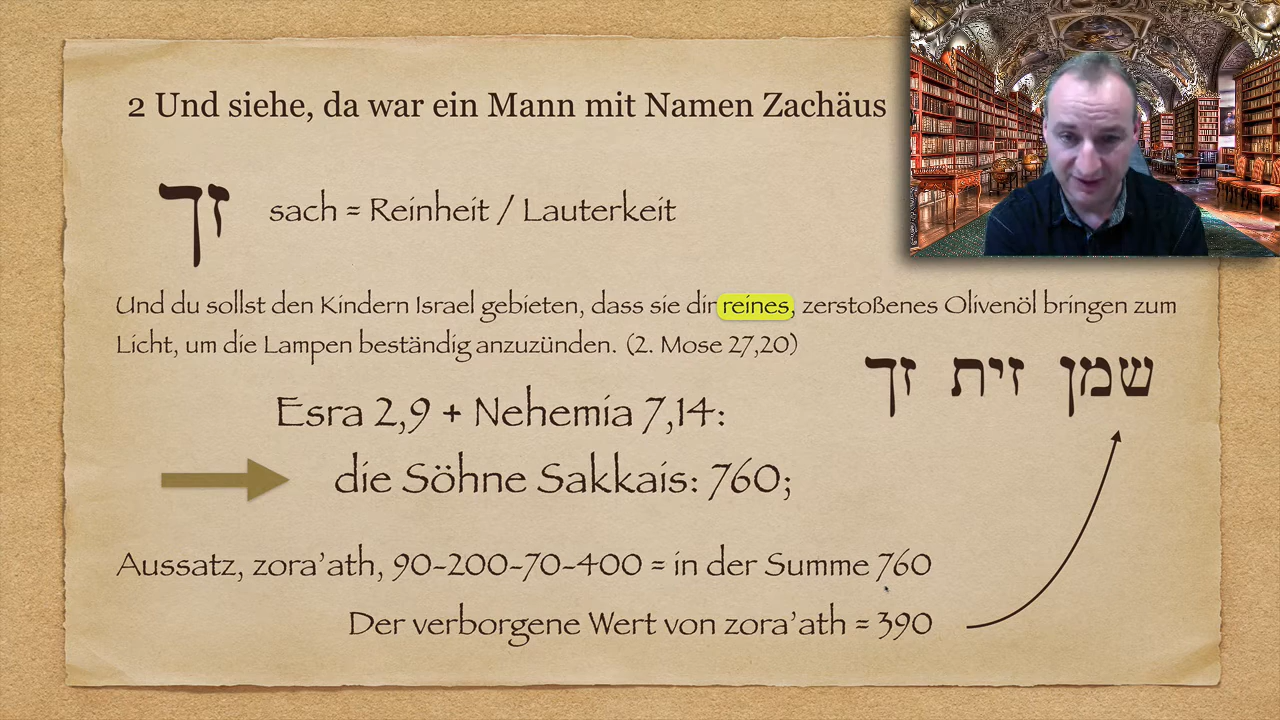 2 Und siehe, da war ein Mann mit Namen Zachäus
זך
sach = Reinheit / Lauterkeit
Und du sollst den Kindern Israel gebieten, dass sie dir reines, zerstoßenes Olivenöl bringen zum
Licht, um die Lampen beständig anzuzünden. (2. Mose 27,20)
שמן זית זך
Esra 2,9 + Nehemia 7,14:
die Söhne Sakkais: 760;
Aussatz, zora’ath, 90-200-70-400 = in der Summe 760
Der verborgene Wert von zora’ath = 390